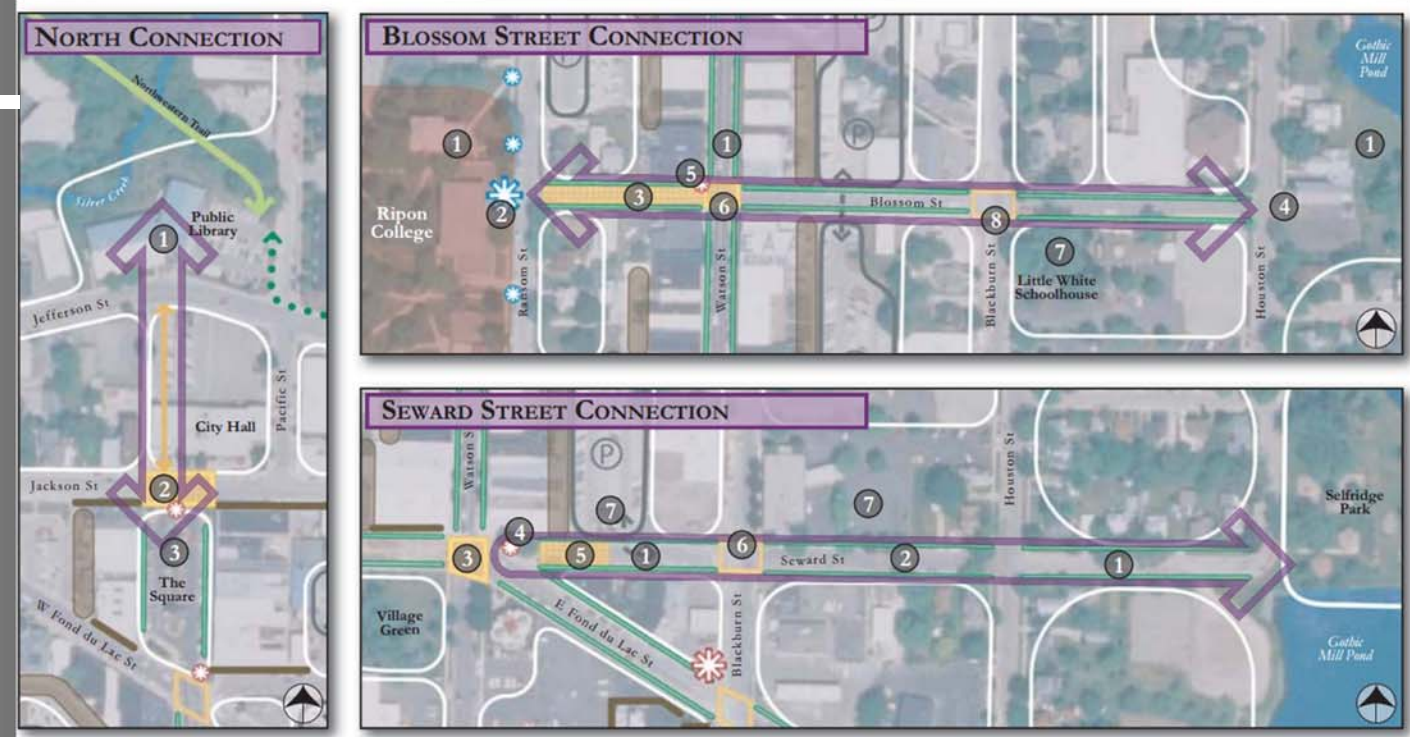 NORTH CONNECTION
Northwestern Trail
Silver Creek
Public
Library
1
Jefferson St
Pacific St
City Hall
Jackson St
2
3
The
Square
W Fond du Lac St
BLOSSOM STREET CONNECTION
Gothic
Mill
Pond
P
1
1
1
5
2
3
6
Blossom St
4
Ripon
College
8
7
Little White
Schoolhouse
Ransom St
Watson St
Blackburn St
Houston St
P
SEWARD STREET CONNECTION
Watson St
P
Houston St
7
7
Selfridge
Park
4
3
5
1
6
Seward St
2
1
Village
Green
E Fond du Lac St
Blackburn St
Gothic
Mill Pond